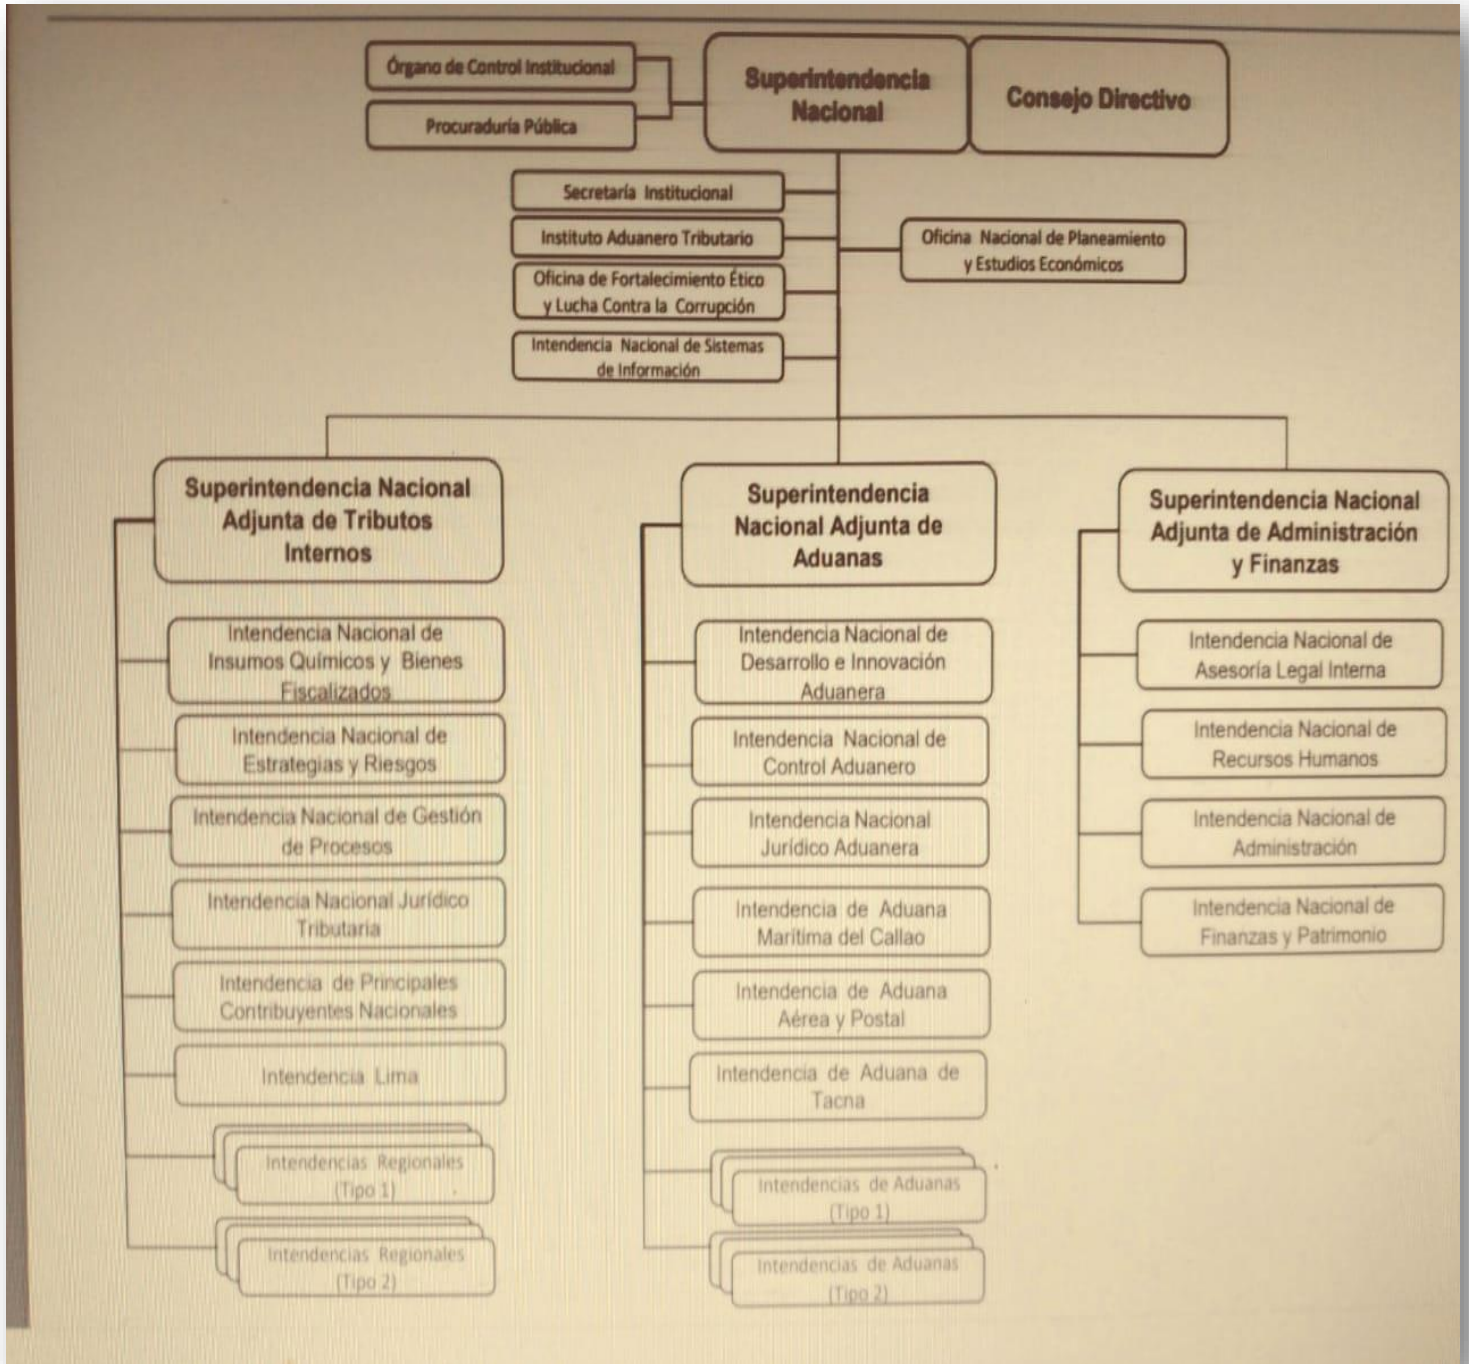 Órgano de Control Institucional
Procuraduría Pública
Superintendencia
Nacional
Consejo Directivo
Secretaría Institucional
Instituto Aduanero Tributario
Oficina de Fortalecimiento Ético
y Lucha Contra la Corrupción
Intendencia Nacional de Sistemas
de Información
Oficina Nacional de Planeamiento
y Estudios Económicos
Superintendencia Nacional
Adjunta de Tributos
Internos
Intendencia Nacional de
Insumos Químicos y Bienes
Fiscalizados
Intendencia Nacional de
Estrategias y Riesgos
Intendencia Nacional de Gestión
de Procesos
Intendencia Nacional Jurídico
Tributaria
Intendencia de Principales
Contribuyentes Nacionales
Intendencia Lima
Intendencias Regionales
(Tipo 1)
Intendencias Regionales
(Tipo 2)
Superintendencia
Nacional Adjunta de
Aduanas
Intendencia Nacional de
Desarrollo e Innovación
Aduanera
Intendencia Nacional de
Control Aduanero
Intendencia Nacional
Jurídico Aduanera
Intendencia de Aduana
Marítima del Callao
Intendencia de Aduana
Aérea y Postal
Intendencia de Aduana de
Tacna
Intendencias de Aduanas
(Tipo 1)
Intendencias de Aduanas
(Tipo 2)
Superintendencia Nacional
Adjunta de Administración
y Finanzas
Intendencia Nacional de
Asesoría Legal Interna
Intendencia Nacional de
Recursos Humanos
Intendencia Nacional de
Administración
Intendencia Nacional de
Finanzas y Patrimonio